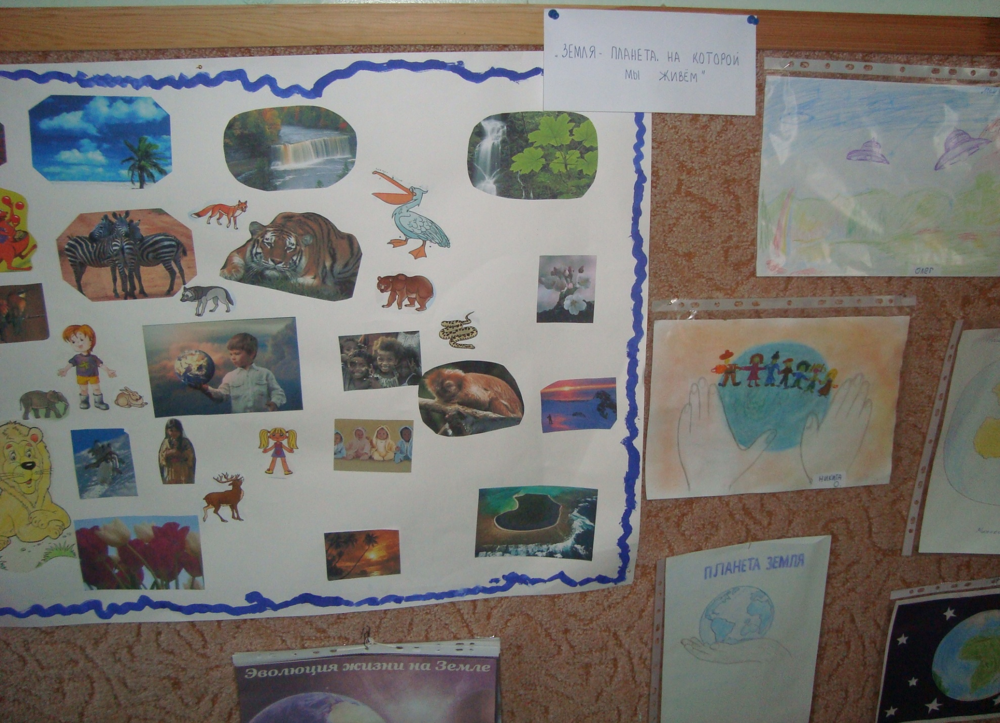 „ЗЕМЛЯ - ПЛАНЕТА. НА КОТОРОЙ
МЫ ЖИВЁМ"
Олег
НИКИТА
О
ПЛАНЕТА ЗЕМЛЯ
Эволюция жизни на Земле